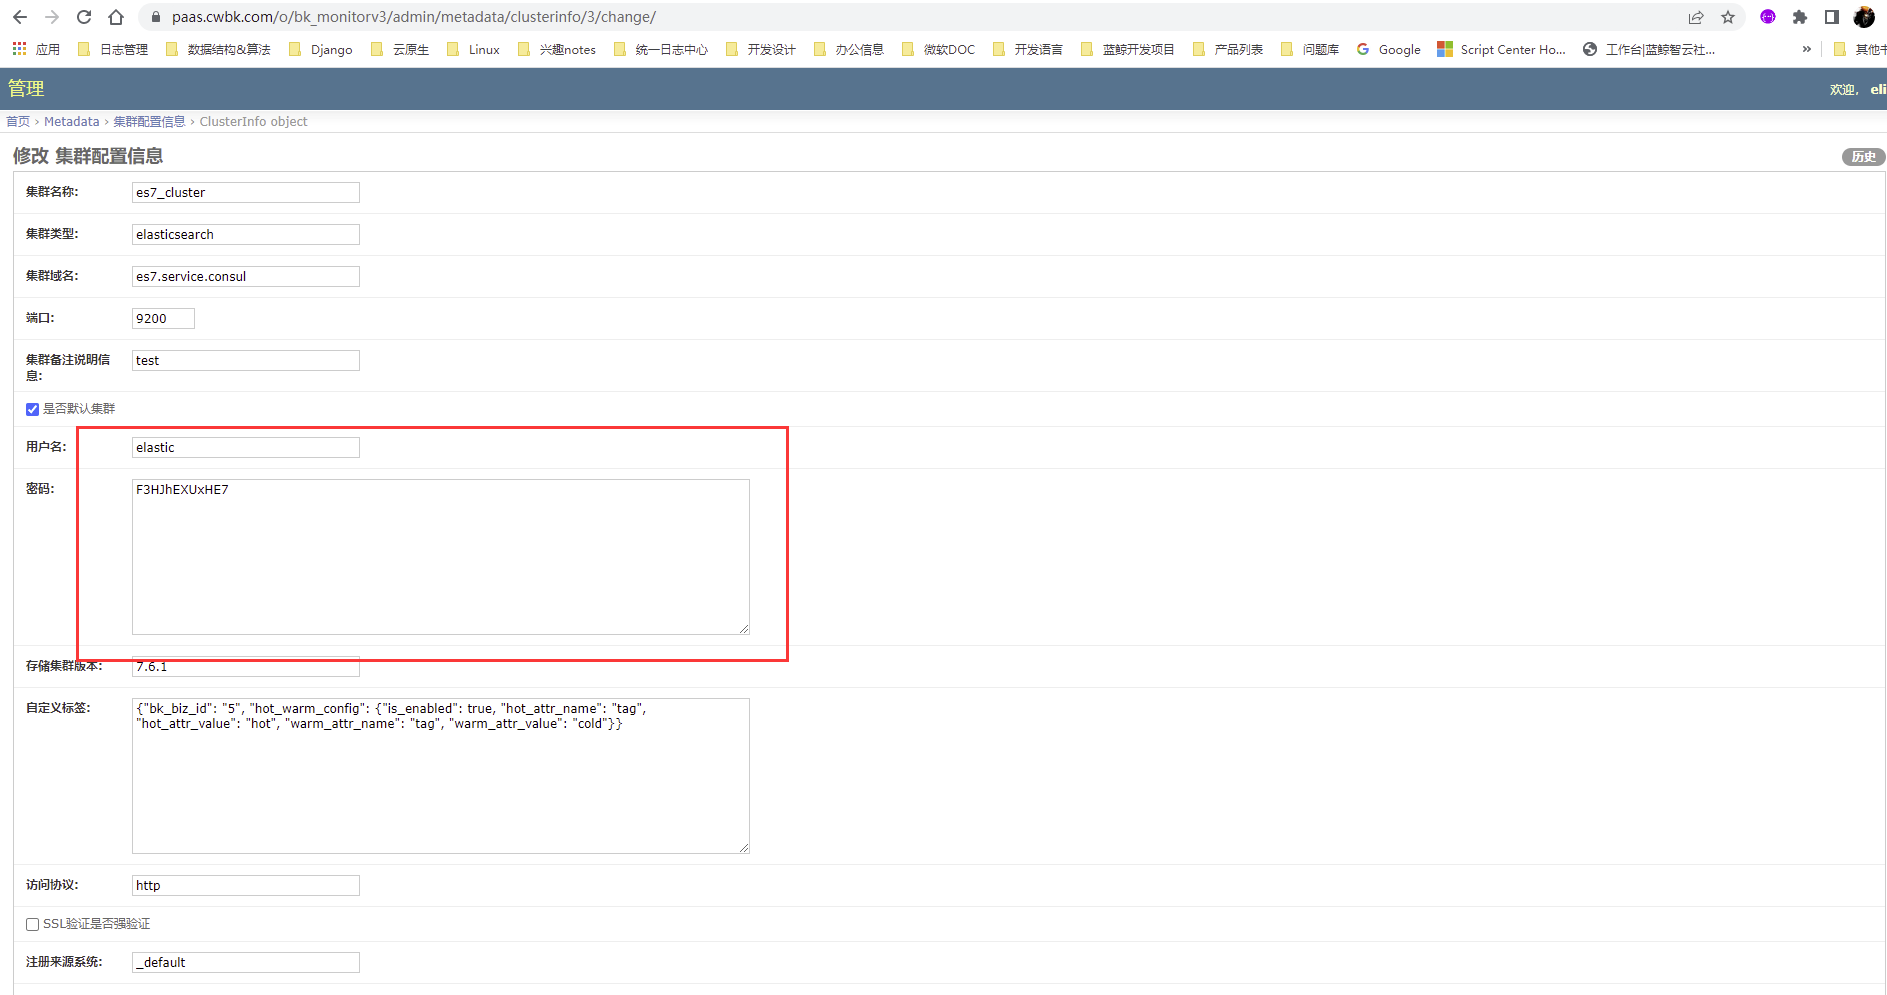 paas.cwbk.com/o/bk_monitorv3/admin/metadata/clusterinfo/3/change/
应用 日志管理 数据结构&算法 Django 云原生 Linux 兴趣notes 统一日志中心 开发设计 办公信息 微软DOC 开发语言 蓝鲸开发项目 产品列表 问题库 Google Script Center Ho... 工作台|蓝鲸智云社... » 其他
管理 欢迎, eli
首页 › Metadata › 集群配置信息 › ClusterInfo object
修改 集群配置信息 历史
集群名称: es7_cluster
集群类型: elasticsearch
集群域名: es7.service.consul
端口: 9200
集群备注说明信
息:
test
是否默认集群
用户名: elastic
密码: F3HJhEXUxHE7
存储集群版本: 7.6.1
自定义标签: {"bk_biz_id": "5", "hot_warm_config": {"is_enabled": true, "hot_attr_name": "tag",
"hot_attr_value": "hot", "warm_attr_name": "tag", "warm_attr_value": "cold"}}
访问协议: http
SSL验证是否强验证
注册来源系统: _default